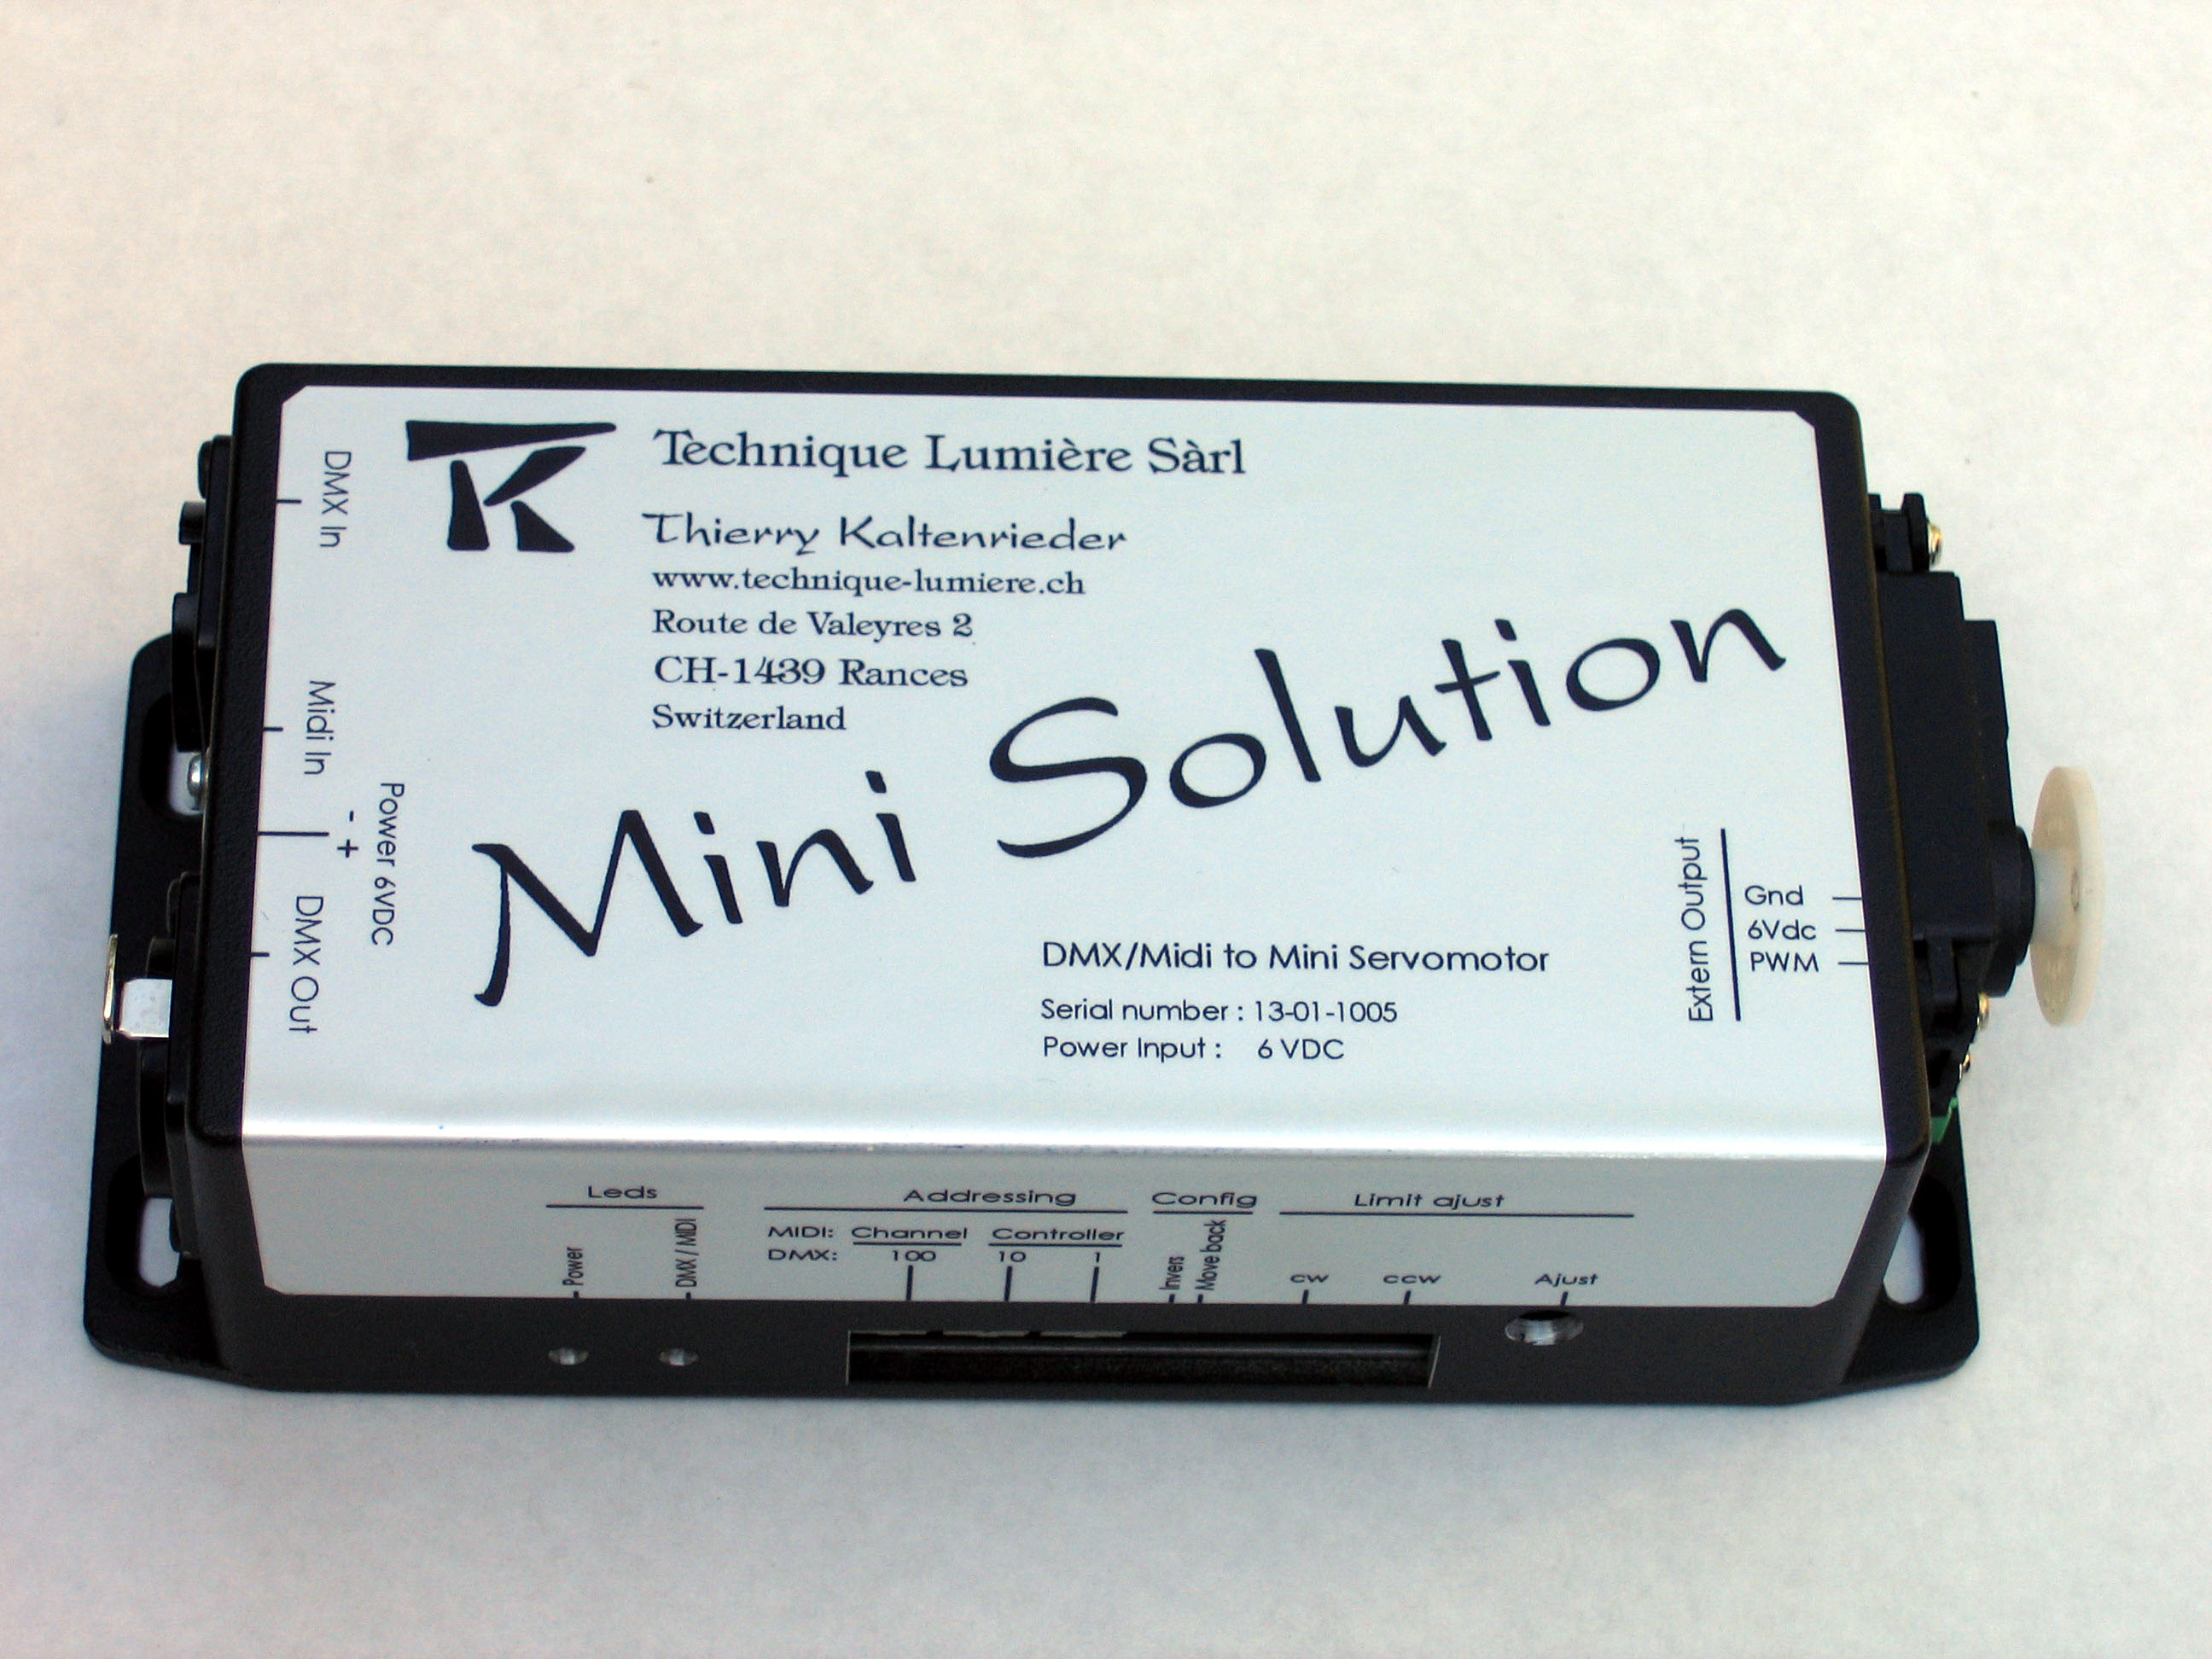 TK
Technique Lumière Sàrl
Thierry Kaltenrieder
www.technique-lumiere.ch
Route de Valeyres 2
CH-1439 Rances
Switzerland
Mini Solution
DMX/Midi to Mini Servomotor
Serial number : 13-01-1005
Power Input : 6 VDC
DMX In
Midi In
Power 6VDC
- +
DMX Out
Extern Output
Gnd
6Vdc
PWM
Leds
Power
DMX / MIDI
Addressing
MIDI: Channel Controller
DMX: 100 10 1
Config
Invers
Move back
Limit ajust
cw ccw Ajust